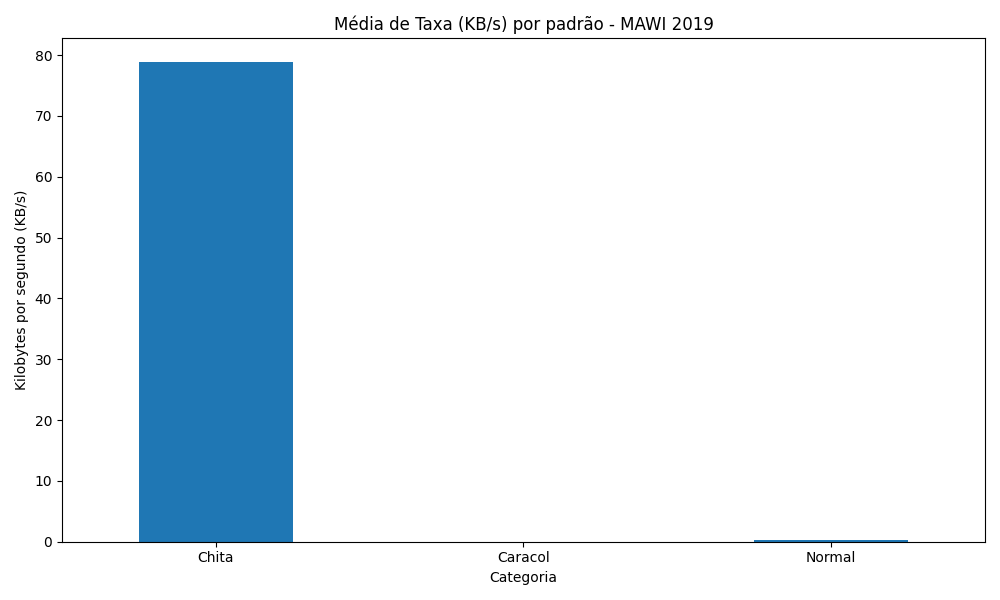 Média de Taxa (KB/s) por padrão - MAWI 2019
Kilobytes por segundo (KB/s)
80
70
60
50
40
30
20
10
0
Chita
Caracol
Normal
Categoria